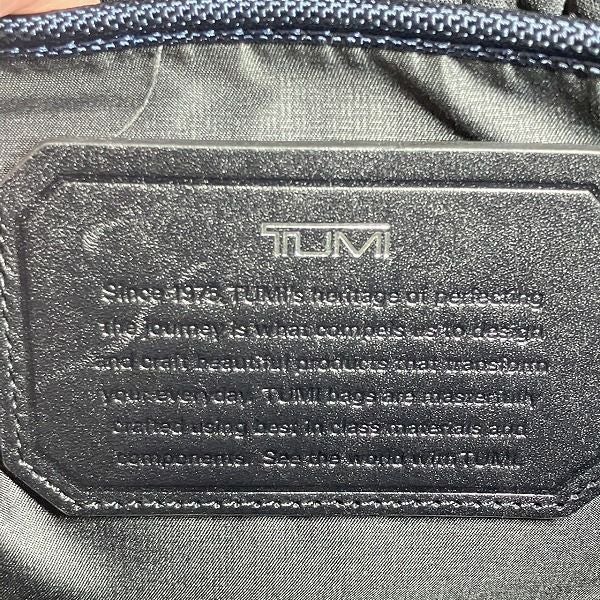 TUMI
Since 1975, TUMI's heritage of perfecting
the journey is what compels us to design
and craft beautiful products that transform
your everyday. TUMI bags are masterfully
crafted using best in class materials and
components. See the world with TUMI.